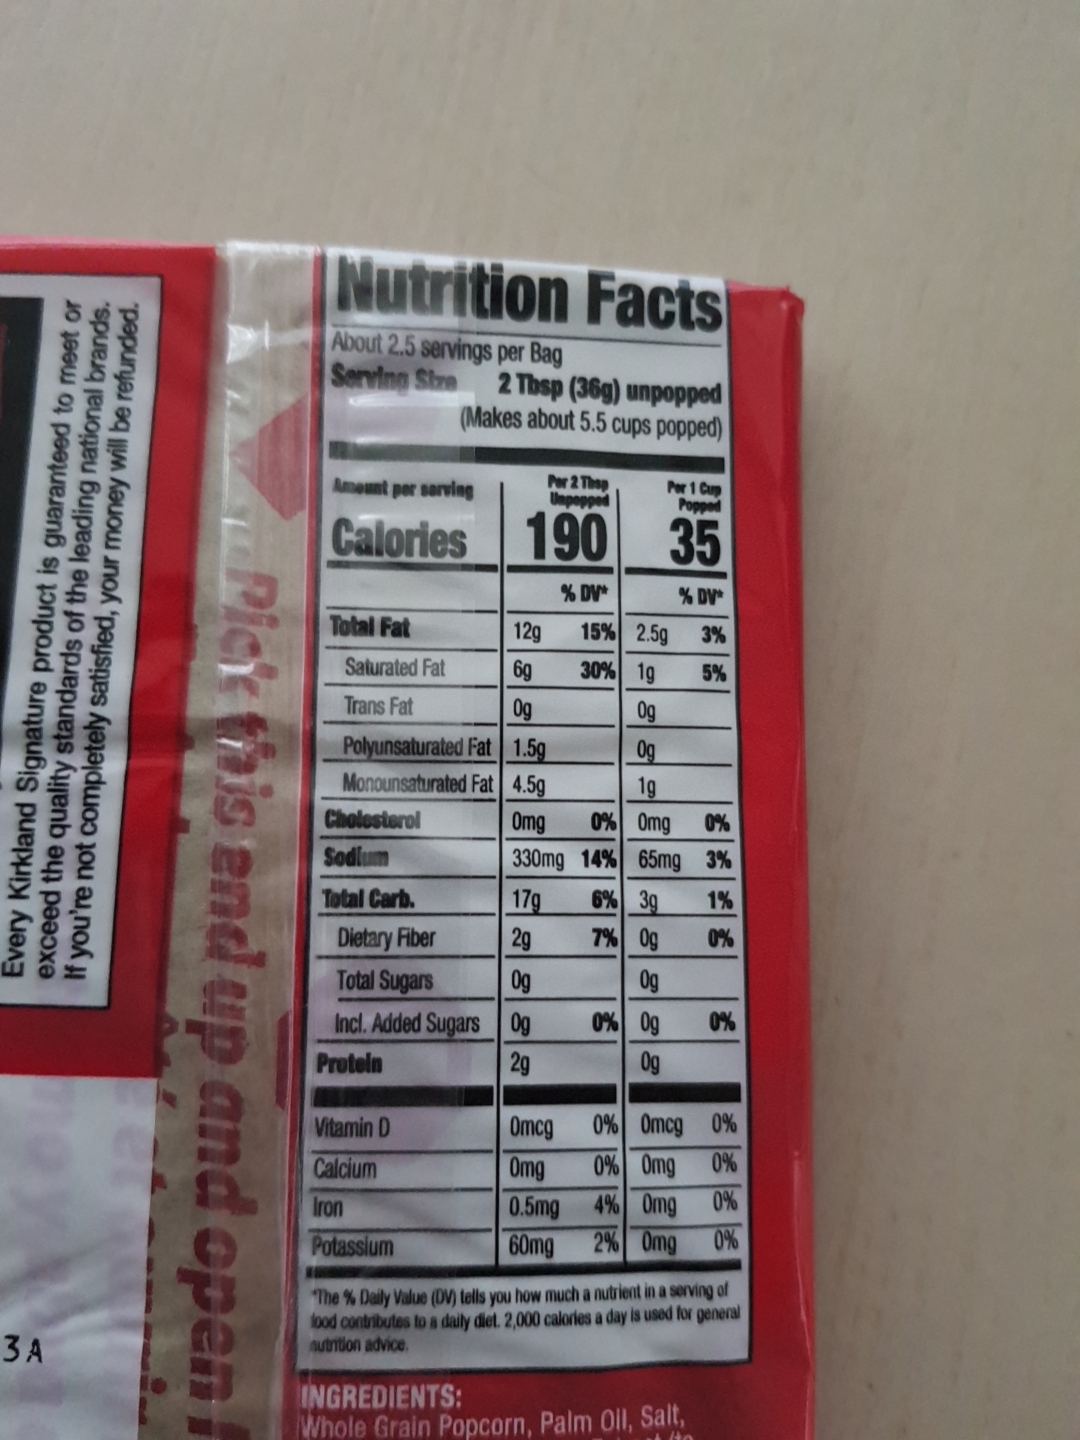 Every Kirkland Signature product is guaranteed to meet or
exceed the quality standards of the leading national brands.
If you're not completely satisfied, your money will be refunded.
Pick this end up and open
3 A
Nutrition Facts
About 2.5 servings per Bag
Serving Size 2 Tbsp (36g) unpopped
(Makes about 5.5 cups popped)
Amount per serving Per 2 Tbsp Unpopped Per 1 Cup Popped
Calories 190 35
% DV* % DV*
Total Fat 12g 15% 2.5g 3%
Saturated Fat 6g 30% 1g 5%
Trans Fat 0g 0g
Polyunsaturated Fat 1.5g 0g
Monounsaturated Fat 4.5g 1g
Cholesterol 0mg 0% 0mg 0%
Sodium 330mg 14% 65mg 3%
Total Carb. 17g 6% 3g 1%
Dietary Fiber 2g 7% 0g 0%
Total Sugars 0g 0g
Incl. Added Sugars 0g 0% 0g 0%
Protein 2g 0g
Vitamin D 0mcg 0% 0mcg 0%
Calcium 0mg 0% 0mg 0%
Iron 0.5mg 4% 0mg 0%
Potassium 60mg 2% 0mg 0%
*The % Daily Value (DV) tells you how much a nutrient in a serving of
food contributes to a daily diet. 2,000 calories a day is used for general
nutrition advice.
INGREDIENTS:
Whole Grain Popcorn, Palm Oil, Salt,